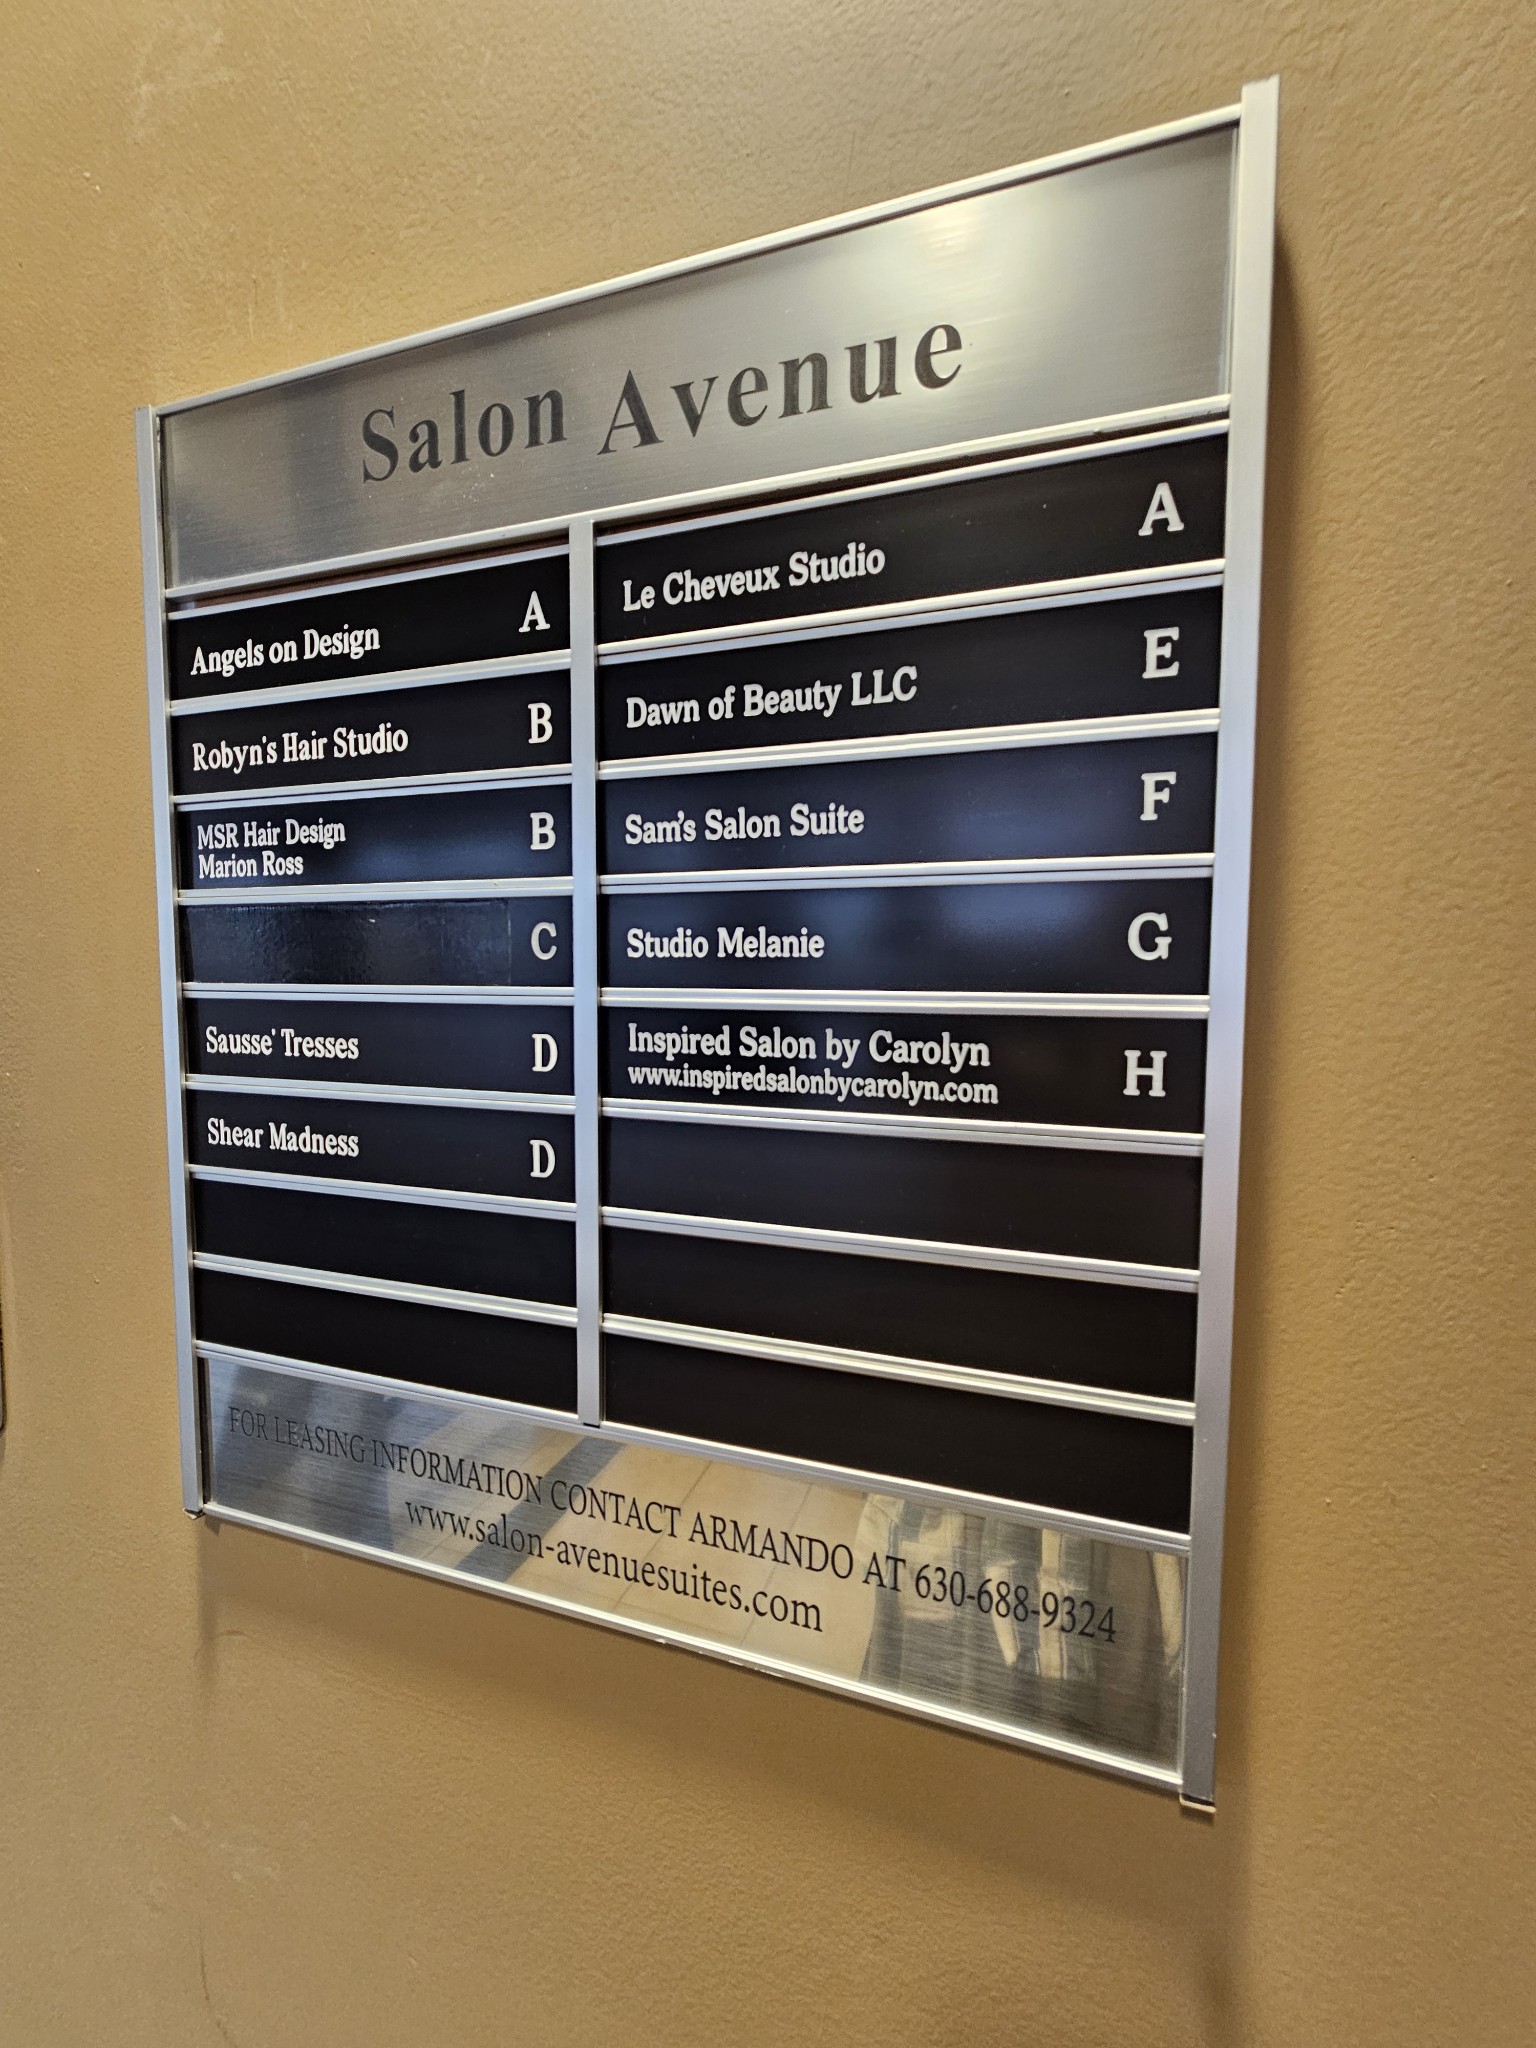 Salon Avenue
Angels on Design A
Robyn's Hair Studio B
MSR Hair Design
Marion Ross B
C
Sausse' Tresses D
Shear Madness D
Le Cheveux Studio A
Dawn of Beauty LLC E
Sam's Salon Suite F
Studio Melanie G
Inspired Salon by Carolyn
www.inspiredsalonbycarolyn.com H
FOR LEASING INFORMATION CONTACT ARMANDO AT 630-688-9324
www.salon-avenuesuites.com